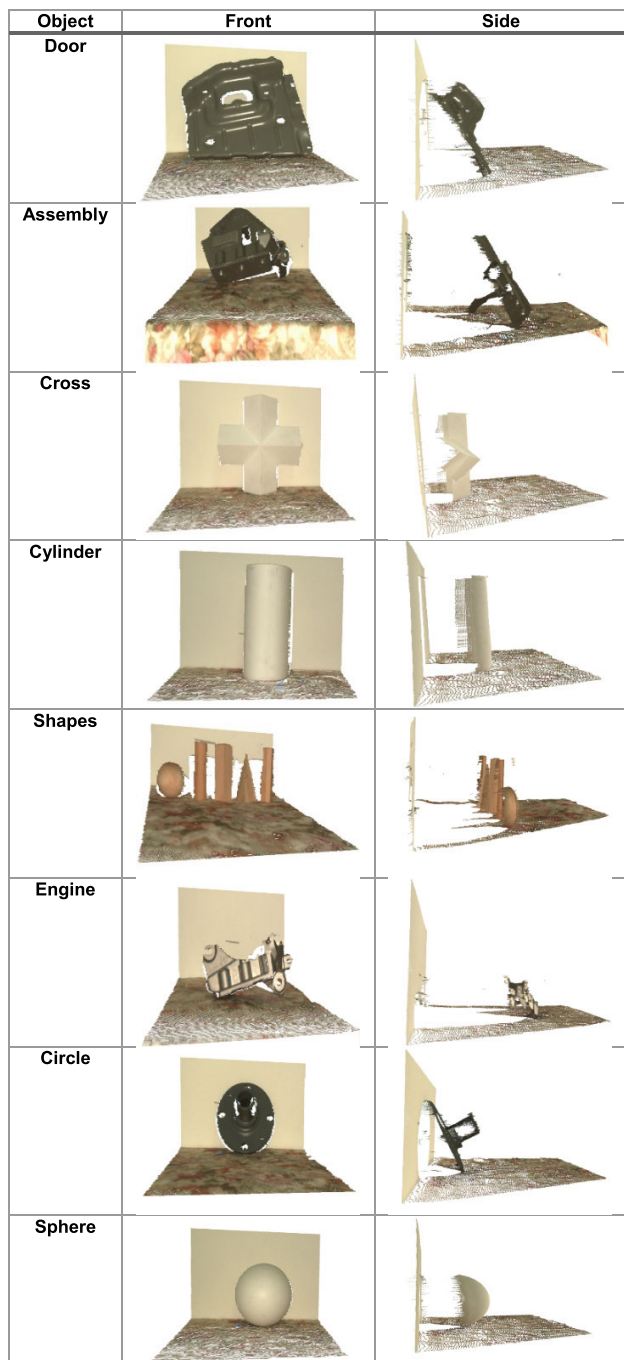 Object Front Side
Door
Assembly
Cross
Cylinder
Shapes
Engine
Circle
Sphere